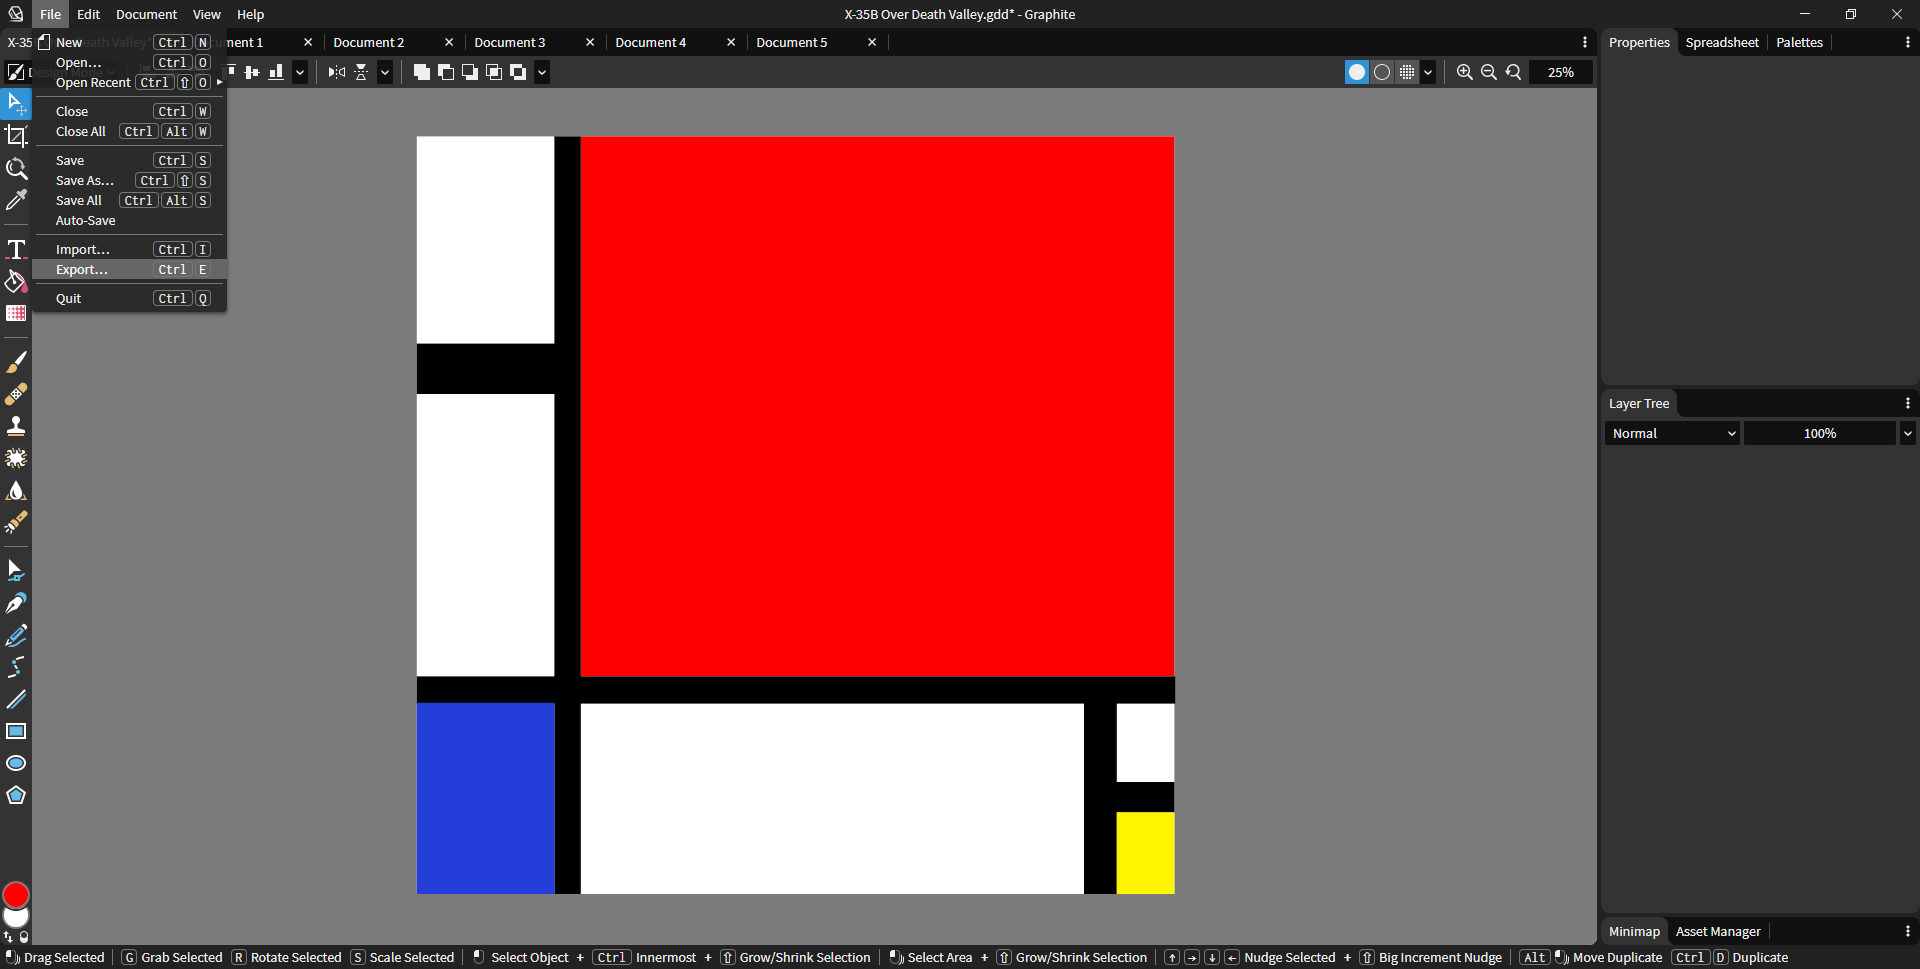 File Edit Document View Help
X-35B Over Death Valley.gdd* - Graphite
X-35
Document 2
Document 3
Document 4
Document 5
Properties Spreadsheet Palettes
25%
New Ctrl N
Open... Ctrl O
Open Recent Ctrl ⇧ O
Close Ctrl W
Close All Ctrl Alt W
Save Ctrl S
Save As... Ctrl ⇧ S
Save All Ctrl Alt S
Auto-Save
Import... Ctrl I
Export... Ctrl E
Quit Ctrl Q
Layer Tree
Normal 100%
Minimap Asset Manager
Drag Selected G Grab Selected R Rotate Selected S Scale Selected Select Object + Ctrl Innermost + ⇧ Grow/Shrink Selection Select Area + ⇧ Grow/Shrink Selection ↑ → ↓ ← Nudge Selected + ⇧ Big Increment Nudge Alt Move Duplicate Ctrl D Duplicate